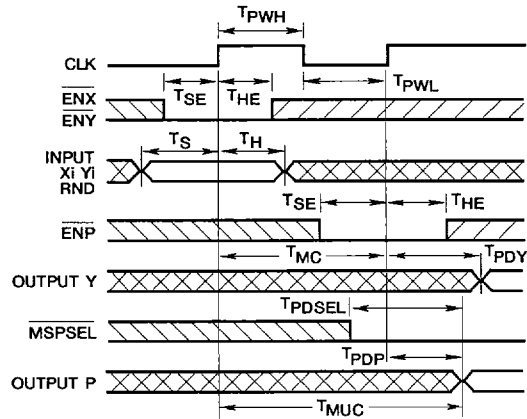 TPWH
CLK
TSE THE TPWL
ENX
ENY
TS TH
INPUT
Xi Yi
RND
TSE THE
ENP
TMC TPDY
OUTPUT Y
TPDSEL
MSPSEL
TPDP
OUTPUT P
TMUC